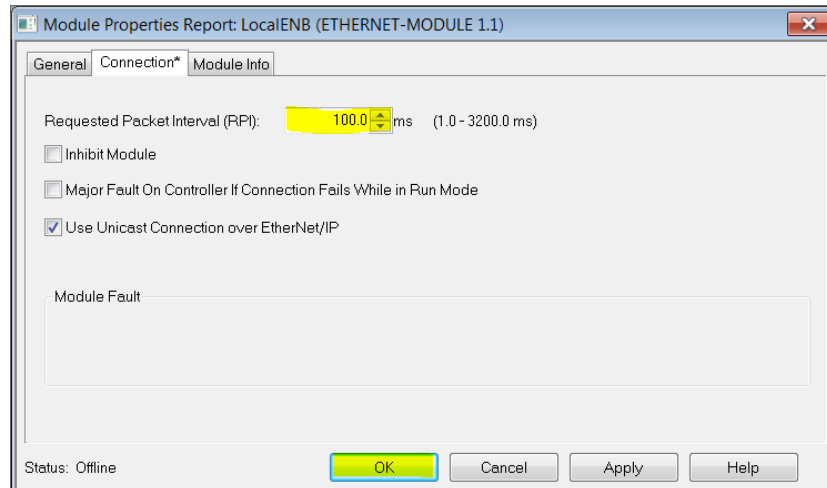 Module Properties Report: LocalENB (ETHERNET-MODULE 1.1)
General Connection* Module Info
Requested Packet Interval (RPI): 100.0 ms (1.0 - 3200.0 ms)
Inhibit Module
Major Fault On Controller If Connection Fails While in Run Mode
Use Unicast Connection over EtherNet/IP
Module Fault
Status: Offline OK Cancel Apply Help